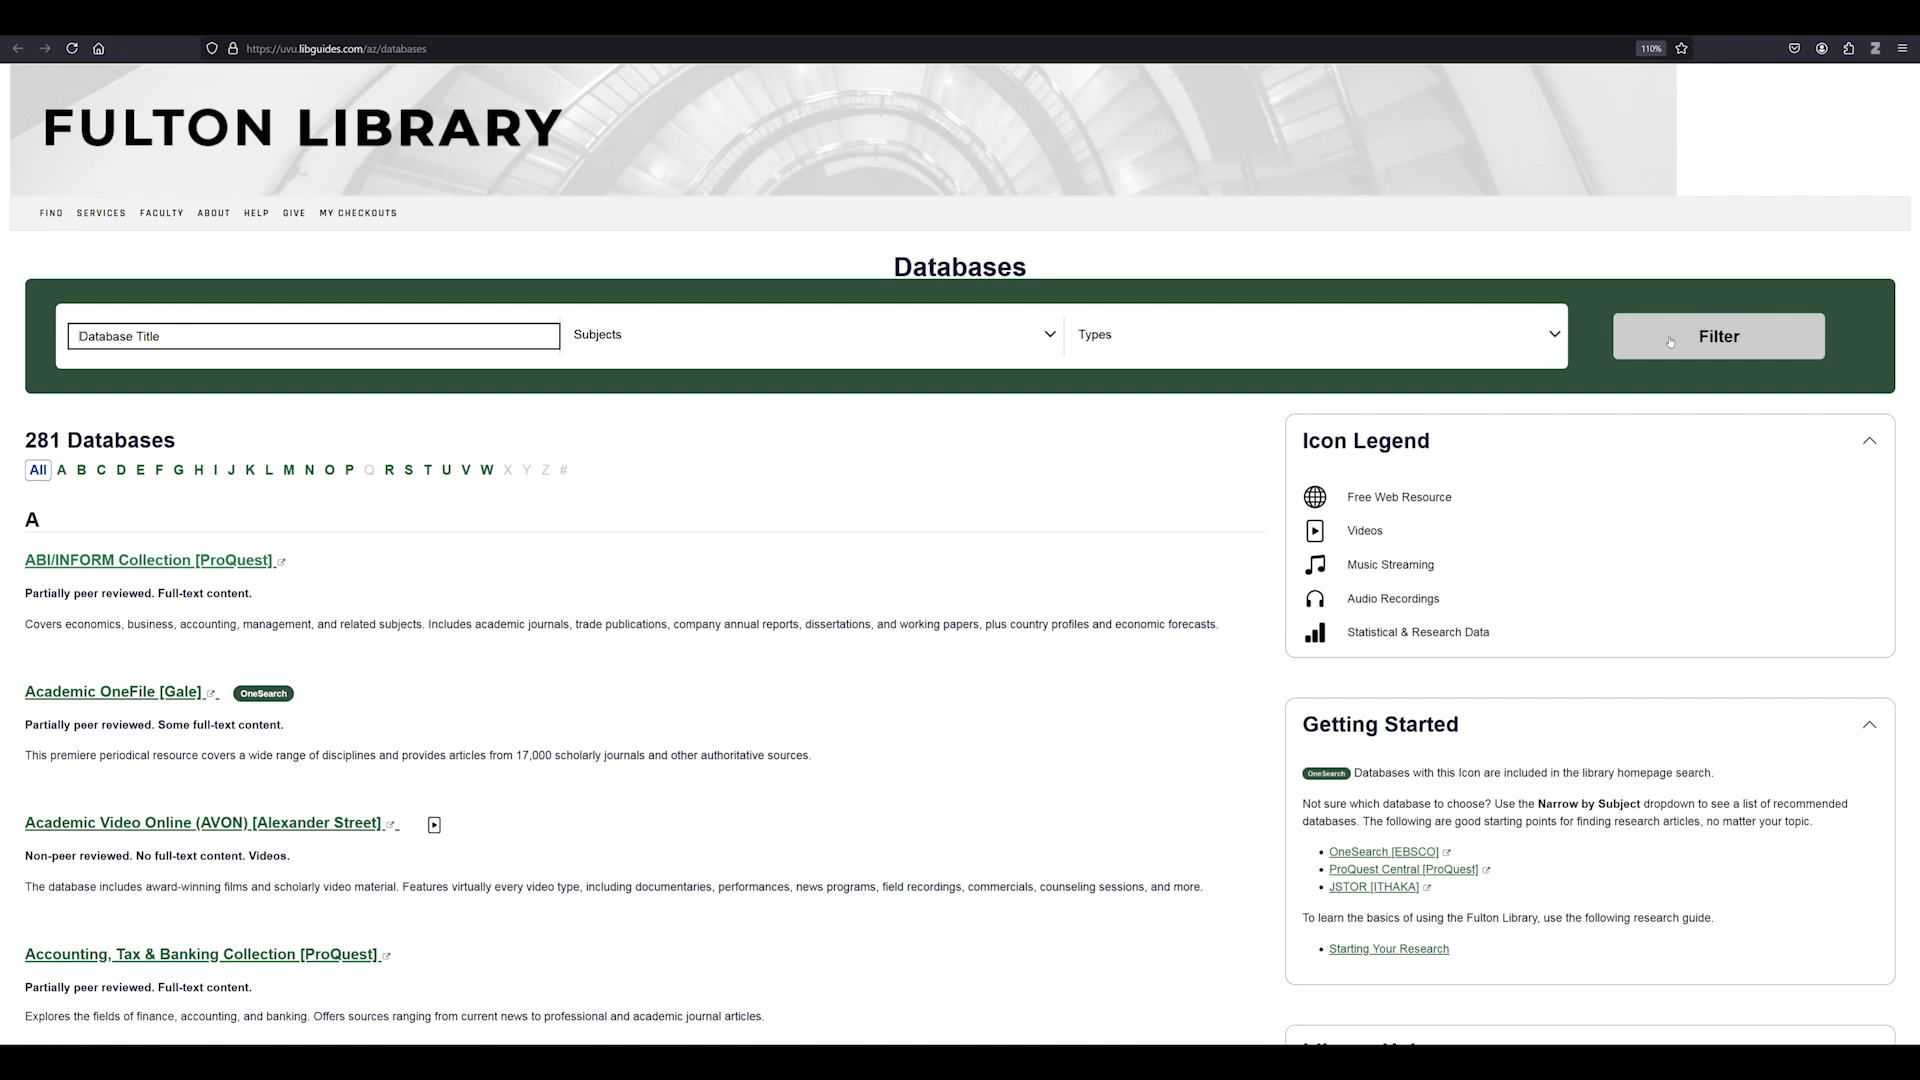 https://uvu.libguides.com/az/databases
110%
FULTON LIBRARY
FIND SERVICES FACULTY ABOUT HELP GIVE MY CHECKOUTS
Databases
Database Title
Subjects
Types
Filter
281 Databases
All A B C D E F G H I J K L M N O P Q R S T U V W X Y Z #
A
ABI/INFORM Collection [ProQuest]
Partially peer reviewed. Full-text content.
Covers economics, business, accounting, management, and related subjects. Includes academic journals, trade publications, company annual reports, dissertations, and working papers, plus country profiles and economic forecasts.
Academic OneFile [Gale] OneSearch
Partially peer reviewed. Some full-text content.
This premiere periodical resource covers a wide range of disciplines and provides articles from 17,000 scholarly journals and other authoritative sources.
Academic Video Online (AVON) [Alexander Street]
Non-peer reviewed. No full-text content. Videos.
The database includes award-winning films and scholarly video material. Features virtually every video type, including documentaries, performances, news programs, field recordings, commercials, counseling sessions, and more.
Accounting, Tax & Banking Collection [ProQuest]
Partially peer reviewed. Full-text content.
Explores the fields of finance, accounting, and banking. Offers sources ranging from current news to professional and academic journal articles.
Icon Legend
Free Web Resource
Videos
Music Streaming
Audio Recordings
Statistical & Research Data
Getting Started
OneSearch Databases with this Icon are included in the library homepage search.
Not sure which database to choose? Use the Narrow by Subject dropdown to see a list of recommended
databases. The following are good starting points for finding research articles, no matter your topic.
• OneSearch [EBSCO]
• ProQuest Central [ProQuest]
• JSTOR [ITHAKA]
To learn the basics of using the Fulton Library, use the following research guide.
• Starting Your Research